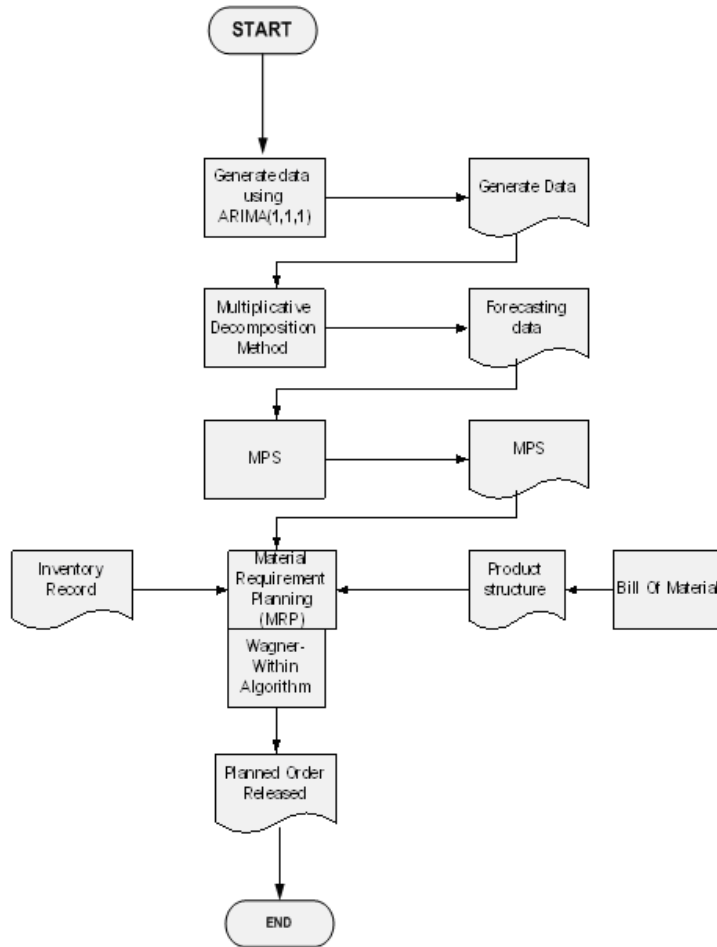 START
Generate data
using
ARIMA(1,1,1)
Generate Data
Multiplicative
Decomposition
Method
Forecasting
data
MPS
MPS
Inventory
Record
Material
Requirement
Planning
(MRP)
Product
structure
Bill Of Material
Wagner-
Within
Algorithm
Planned Order
Released
END